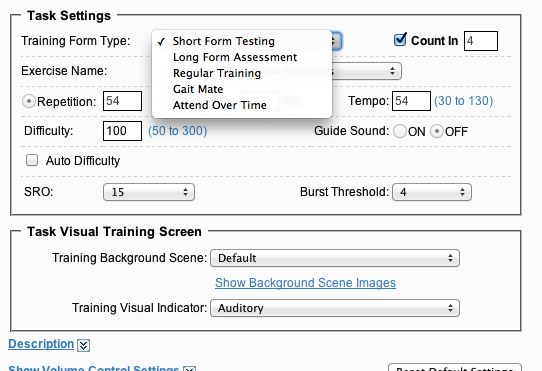 Task Settings
Training Form Type: ✓ Short Form Testing Count In 4
Long Form Assessment
Regular Training
Gait Mate
Attend Over Time
Exercise Name:
Repetition: 54 Tempo: 54 (30 to 130)
Difficulty: 100 (50 to 300) Guide Sound: ON OFF
Auto Difficulty
SRO: 15 Burst Threshold: 4
Task Visual Training Screen
Training Background Scene: Default
Show Background Scene Images
Training Visual Indicator: Auditory
Description
Show Volume Control Settings Reset Default Settings